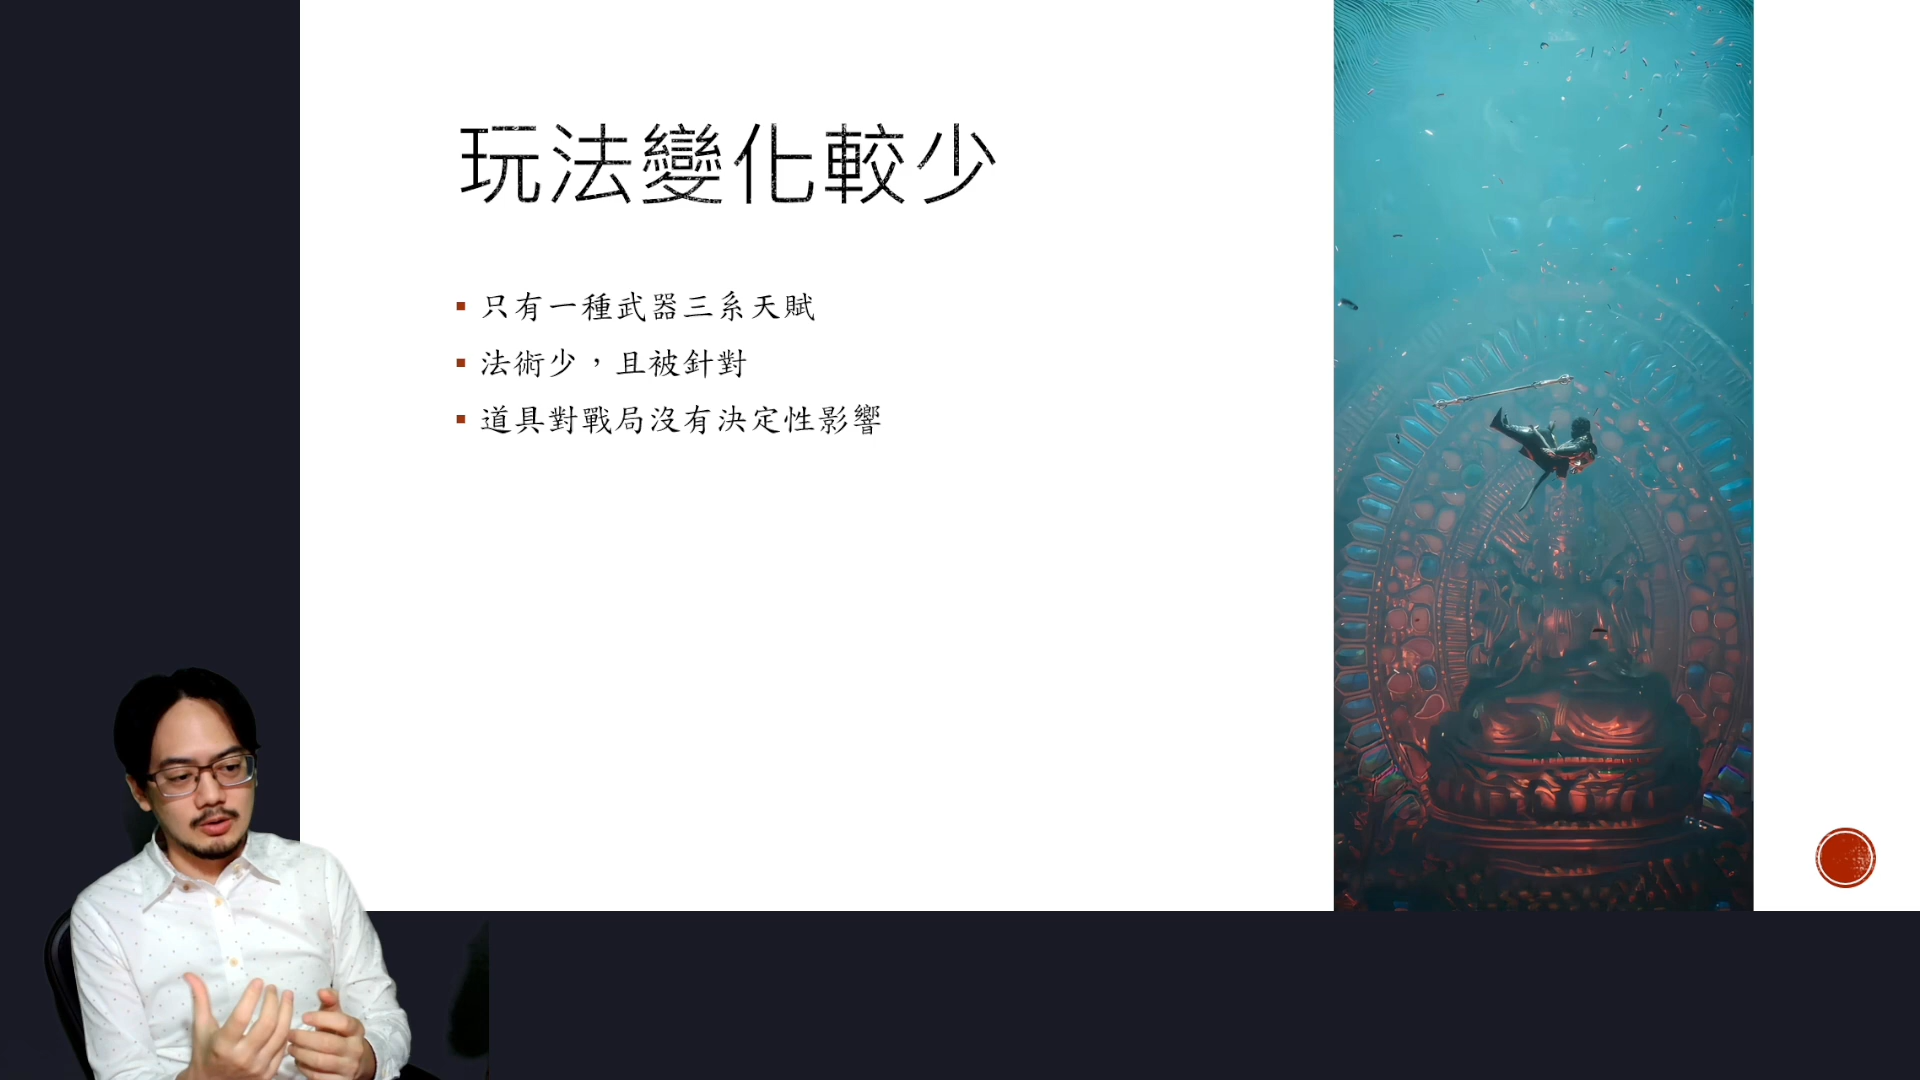 玩法變化較少
只有一種武器三系天賦
法術少，且被針對
道具對戰局沒有決定性影響